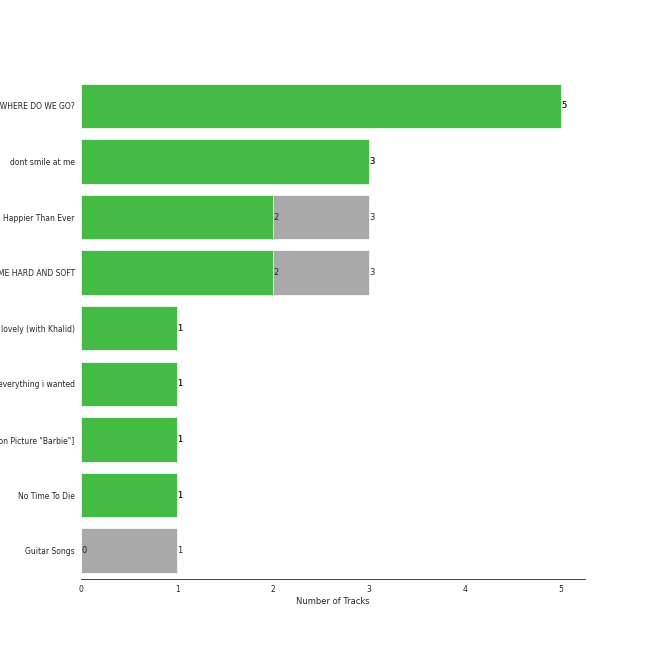 WHERE DO WE GO? 5
dont smile at me 3
Happier Than Ever 2 3
HARD AND SOFT 2 3
lovely (with Khalid) 1
everything i wanted 1
Picture "Barbie"] 1
No Time To Die 1
Guitar Songs 0 1
0 1 2 3 4 5
Number of Tracks